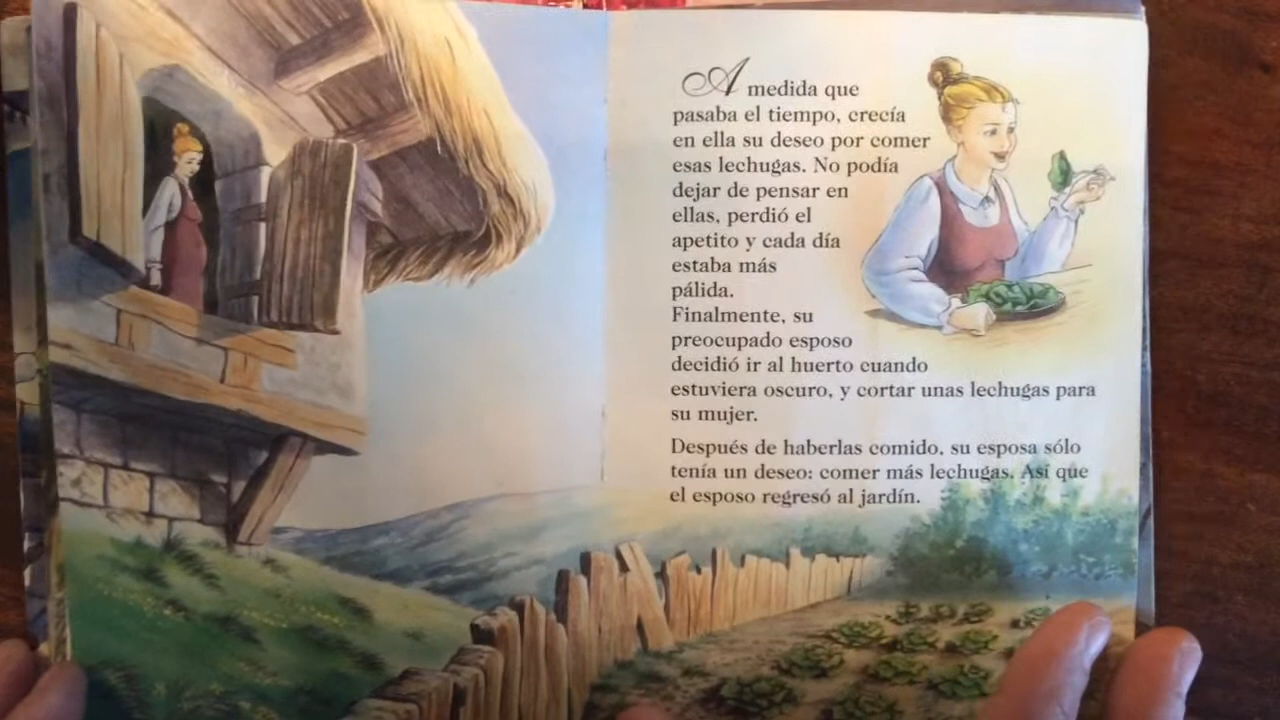 A medida que
pasaba el tiempo, crecía
en ella su deseo por comer
esas lechugas. No podía
dejar de pensar en
ellas, perdió el
apetito y cada día
estaba más
pálida.
Finalmente, su
preocupado esposo
decidió ir al huerto cuando
estuviera oscuro, y cortar unas lechugas para
su mujer.
Después de haberlas comido, su esposa sólo
tenía un deseo: comer más lechugas. Así que
el esposo regresó al jardín.